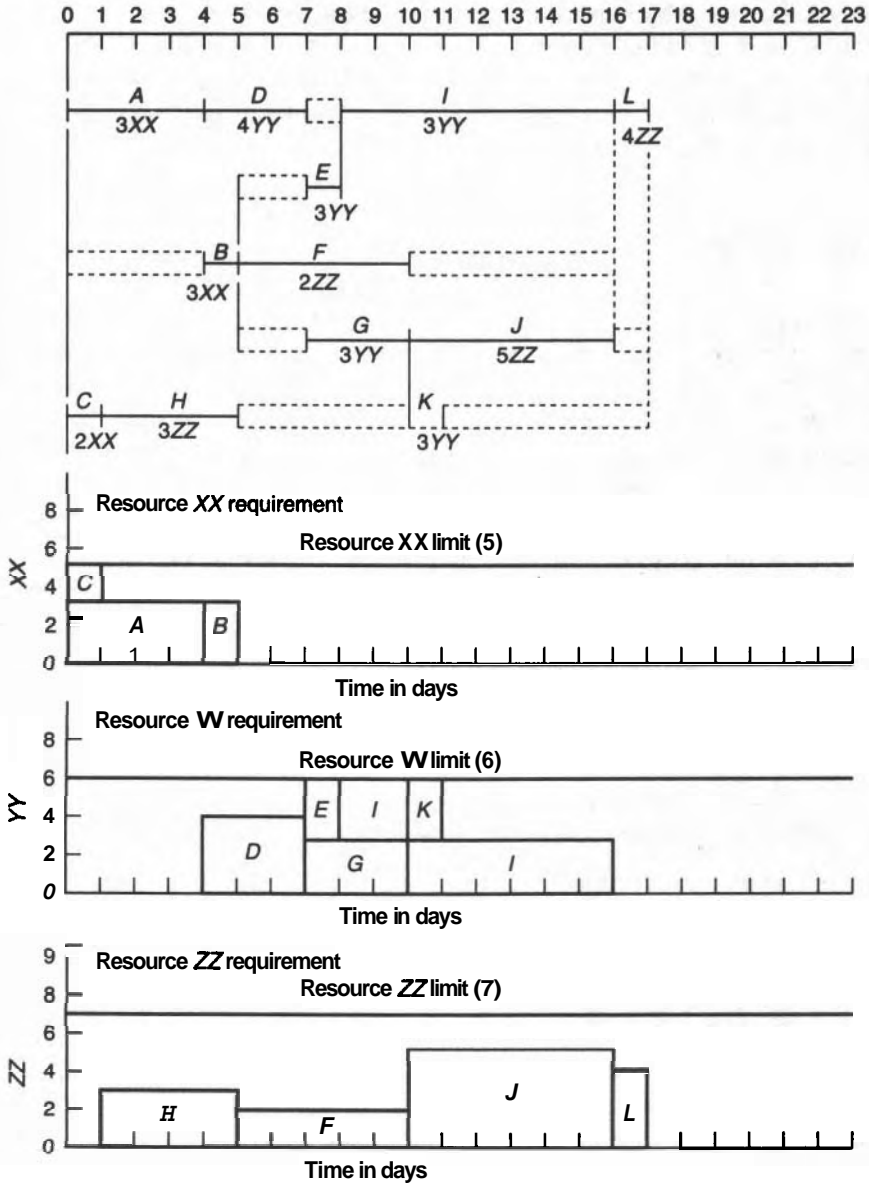 0 1 2 3 4 5 6 7 8 9 10 11 12 13 14 15 16 17 18 19 20 21 22 23
A D I L
3XX 4YY 3YY 4ZZ
E
3YY
B F
3XX 2ZZ
G J
3YY 5ZZ
C H K
2XX 3ZZ 3YY
Resource XX requirement
Resource XX limit (5)
XX
8
6
4
2
0
C
A B
1
Time in days
Resource W requirement
Resource W limit (6)
YY
8
6
4
2
0
E I K
D G I
Time in days
Resource ZZ requirement
Resource ZZ limit (7)
ZZ
9
8
6
4
2
0
H F J L
Time in days